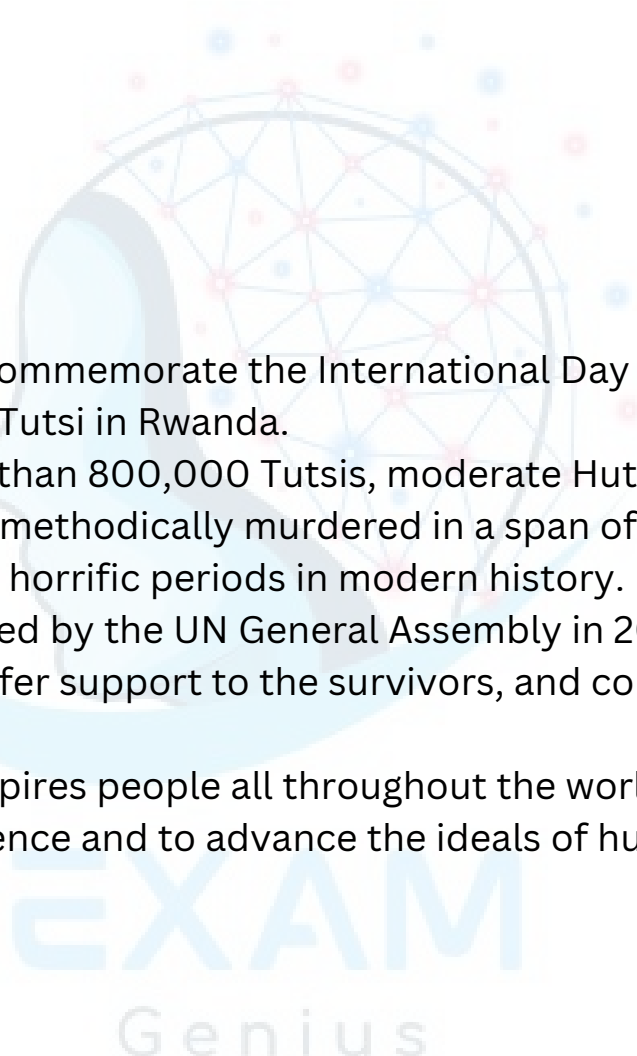 ommemorate the International Day
Tutsi in Rwanda.
than 800,000 Tutsis, moderate Hut
methodically murdered in a span of
horrific periods in modern history.
ed by the UN General Assembly in 20
fer support to the survivors, and co
pires people all throughout the worl
ence and to advance the ideals of hu
EXAM
Genius